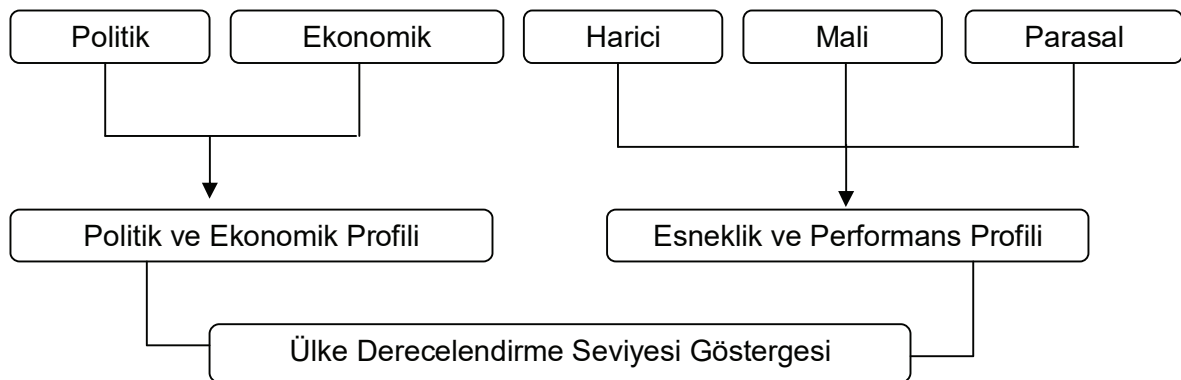 Politik
Ekonomik
Harici
Mali
Parasal
Politik ve Ekonomik Profili
Esneklik ve Performans Profili
Ülke Derecelendirme Seviyesi Göstergesi